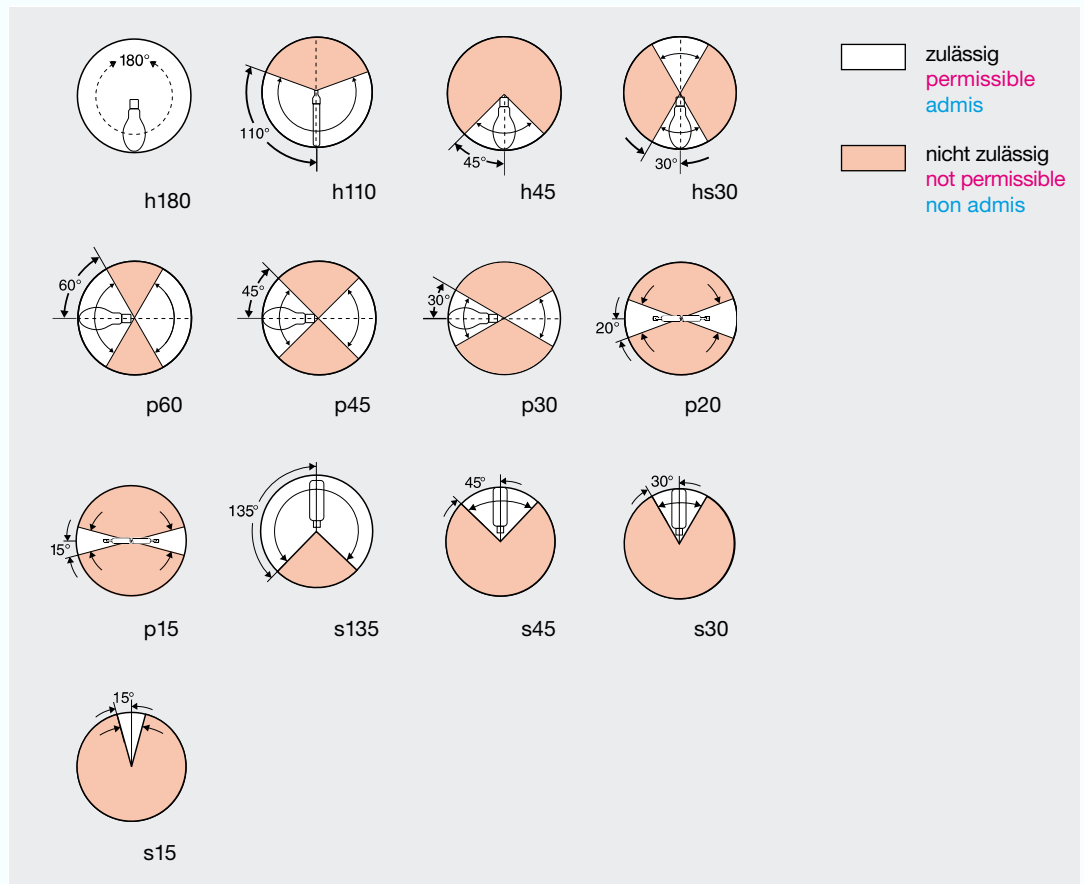 180°
h180
110°
h110
45°
h45
30°
hs30
zulässig
permissible
admis
nicht zulässig
not permissible
non admis
60°
p60
45°
p45
30°
p30
20°
p20
15°
p15
135°
s135
45°
s45
30°
s30
15°
s15